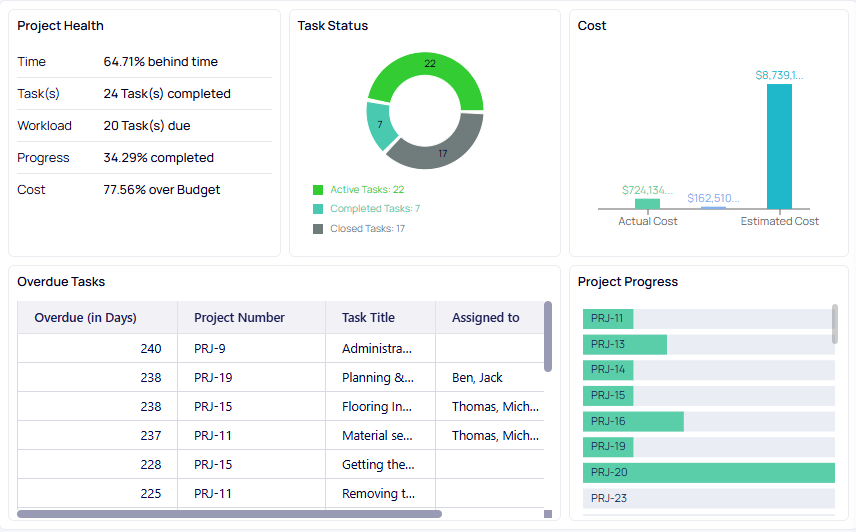 Project Health
Time 64.71% behind time
Task(s) 24 Task(s) completed
Workload 20 Task(s) due
Progress 34.29% completed
Cost 77.56% over Budget
Task Status
22
7
17
Active Tasks: 22
Completed Tasks: 7
Closed Tasks: 17
Cost
$8,739,1...
$724,134...
$162,510...
Actual Cost Estimated Cost
Overdue Tasks
Overdue (in Days) Project Number Task Title Assigned to
240 PRJ-9 Administra...
238 PRJ-19 Planning &... Ben, Jack
238 PRJ-15 Flooring In... Thomas, Mich...
237 PRJ-11 Material se... Thomas, Mich...
228 PRJ-15 Getting the...
225 PRJ-11 Removing t...
Project Progress
PRJ-11
PRJ-13
PRJ-14
PRJ-15
PRJ-16
PRJ-19
PRJ-20
PRJ-23